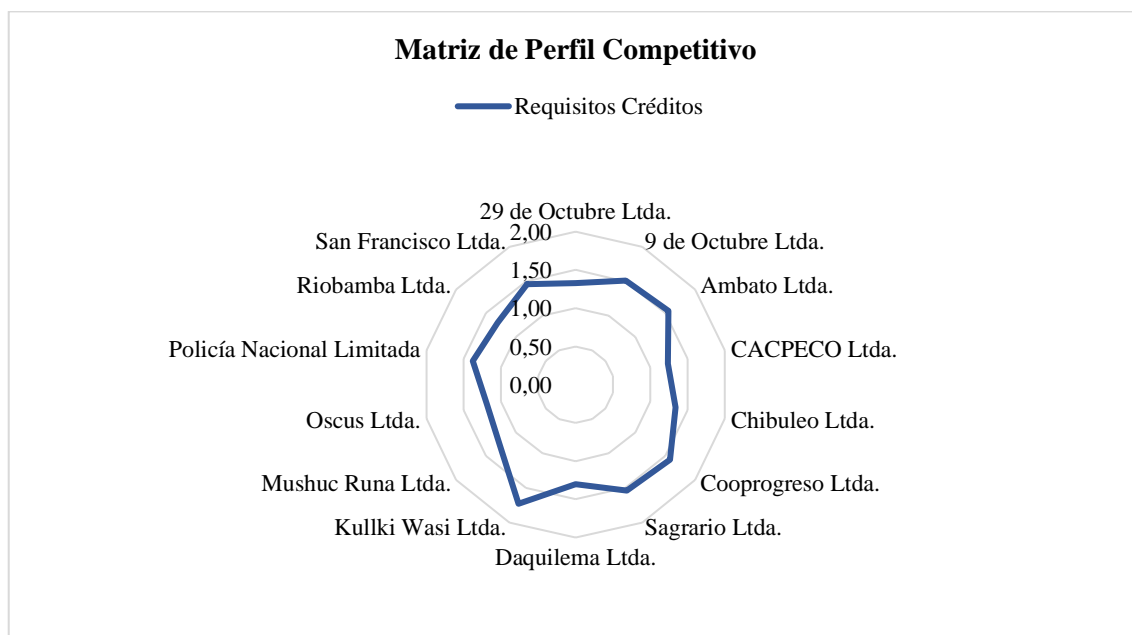 Matriz de Perfil Competitivo
Requisitos Créditos
29 de Octubre Ltda.
9 de Octubre Ltda.
Ambato Ltda.
CACPECO Ltda.
Chibuleo Ltda.
Cooprogreso Ltda.
Sagrario Ltda.
Daquilema Ltda.
Kullki Wasi Ltda.
Mushuc Runa Ltda.
Oscus Ltda.
Policía Nacional Limitada
Riobamba Ltda.
San Francisco Ltda.
2,00
1,50
1,00
0,50
0,00